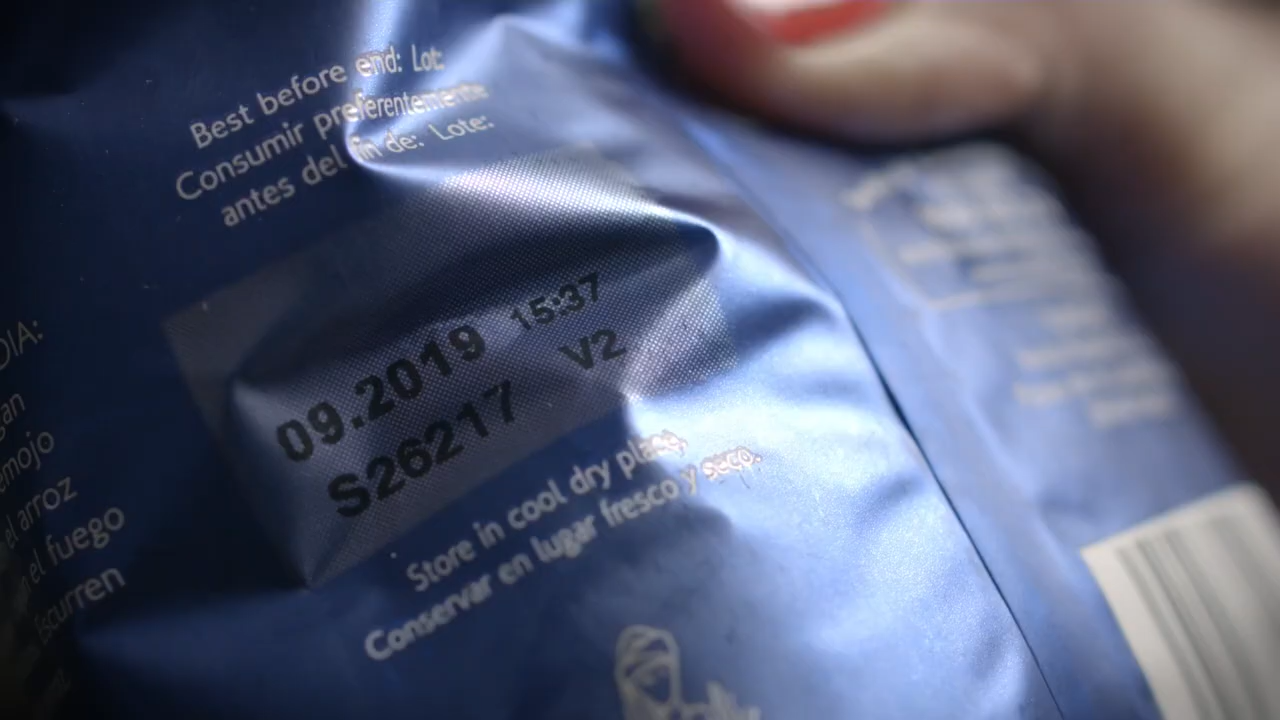 Best before end: Lot:
Consumir preferentemente
antes del fin de: Lote:
09.2019 15:37
S26217 V2
Store in cool dry place,
Conservar en lugar fresco y seco.
DIA:
gan
emojo
el arroz
el fuego
Escurren